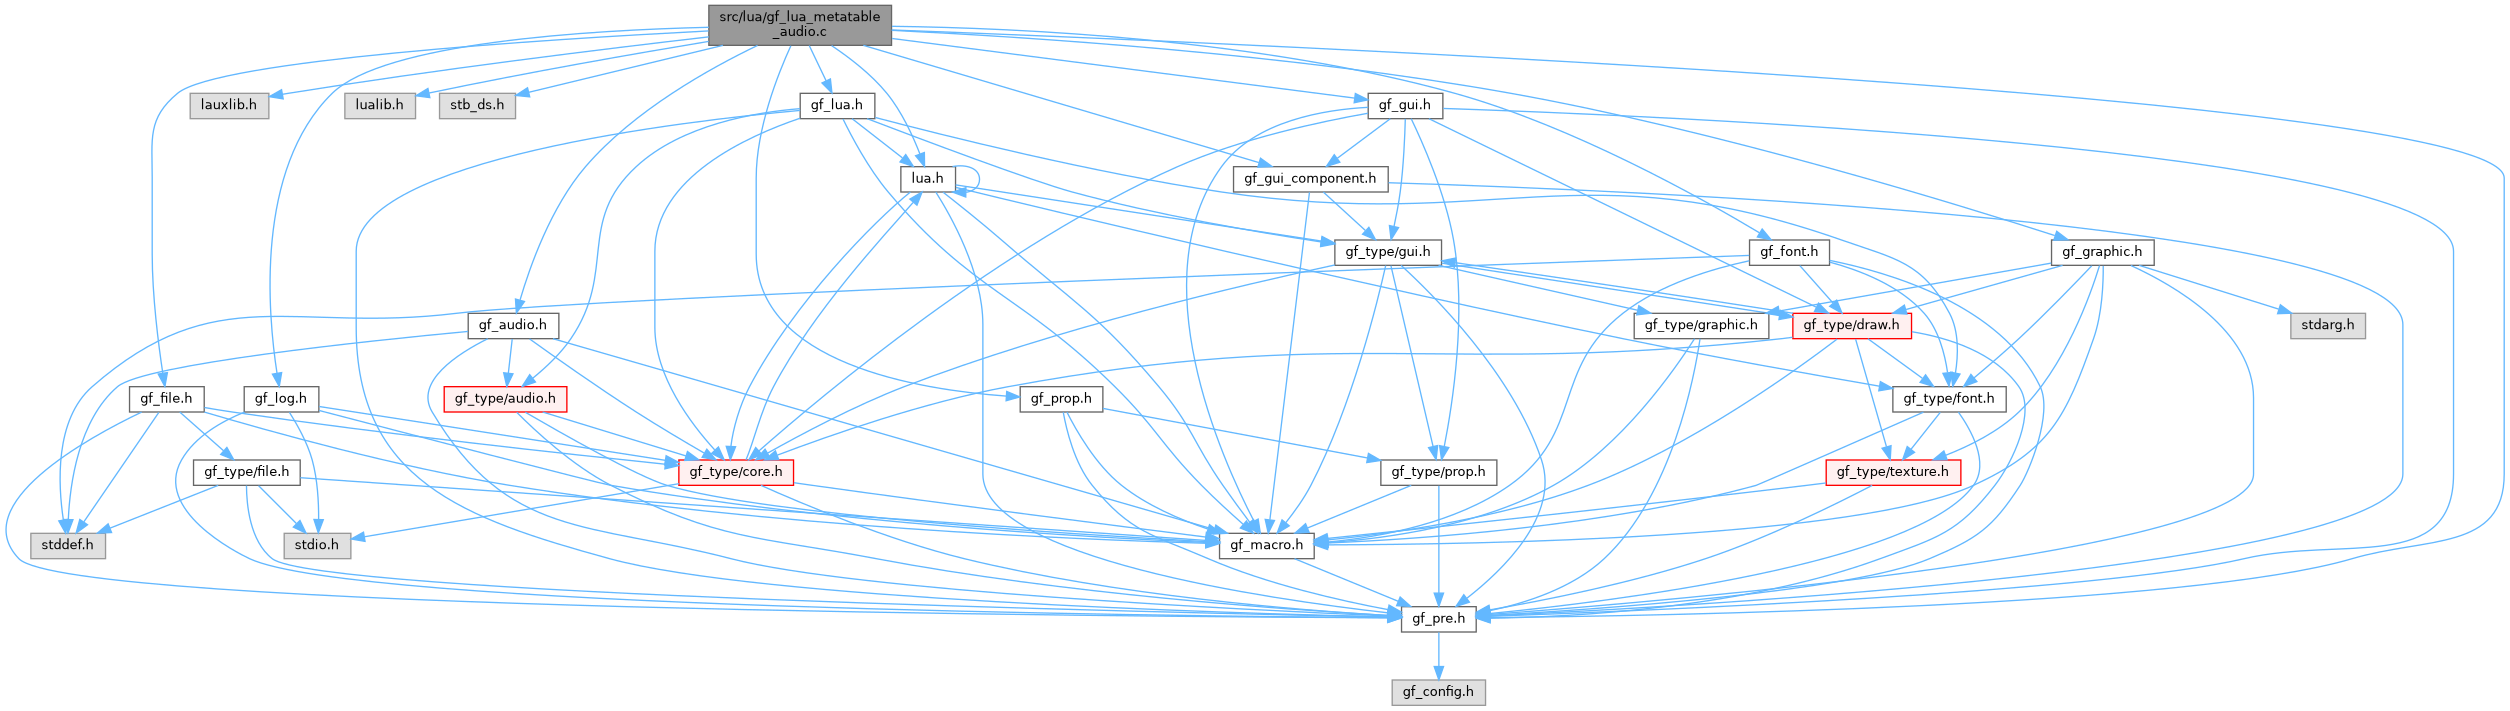 src/lua/gf_lua_metatable
_audio.c
lauxlib.h
lualib.h
stb_ds.h
gf_lua.h
gf_gui.h
lua.h
gf_gui_component.h
gf_type/gui.h
gf_font.h
gf_graphic.h
gf_audio.h
gf_type/graphic.h
gf_type/draw.h
stdarg.h
gf_file.h
gf_log.h
gf_type/audio.h
gf_prop.h
gf_type/font.h
gf_type/file.h
gf_type/core.h
gf_type/prop.h
gf_type/texture.h
stddef.h
stdio.h
gf_macro.h
gf_pre.h
gf_config.h